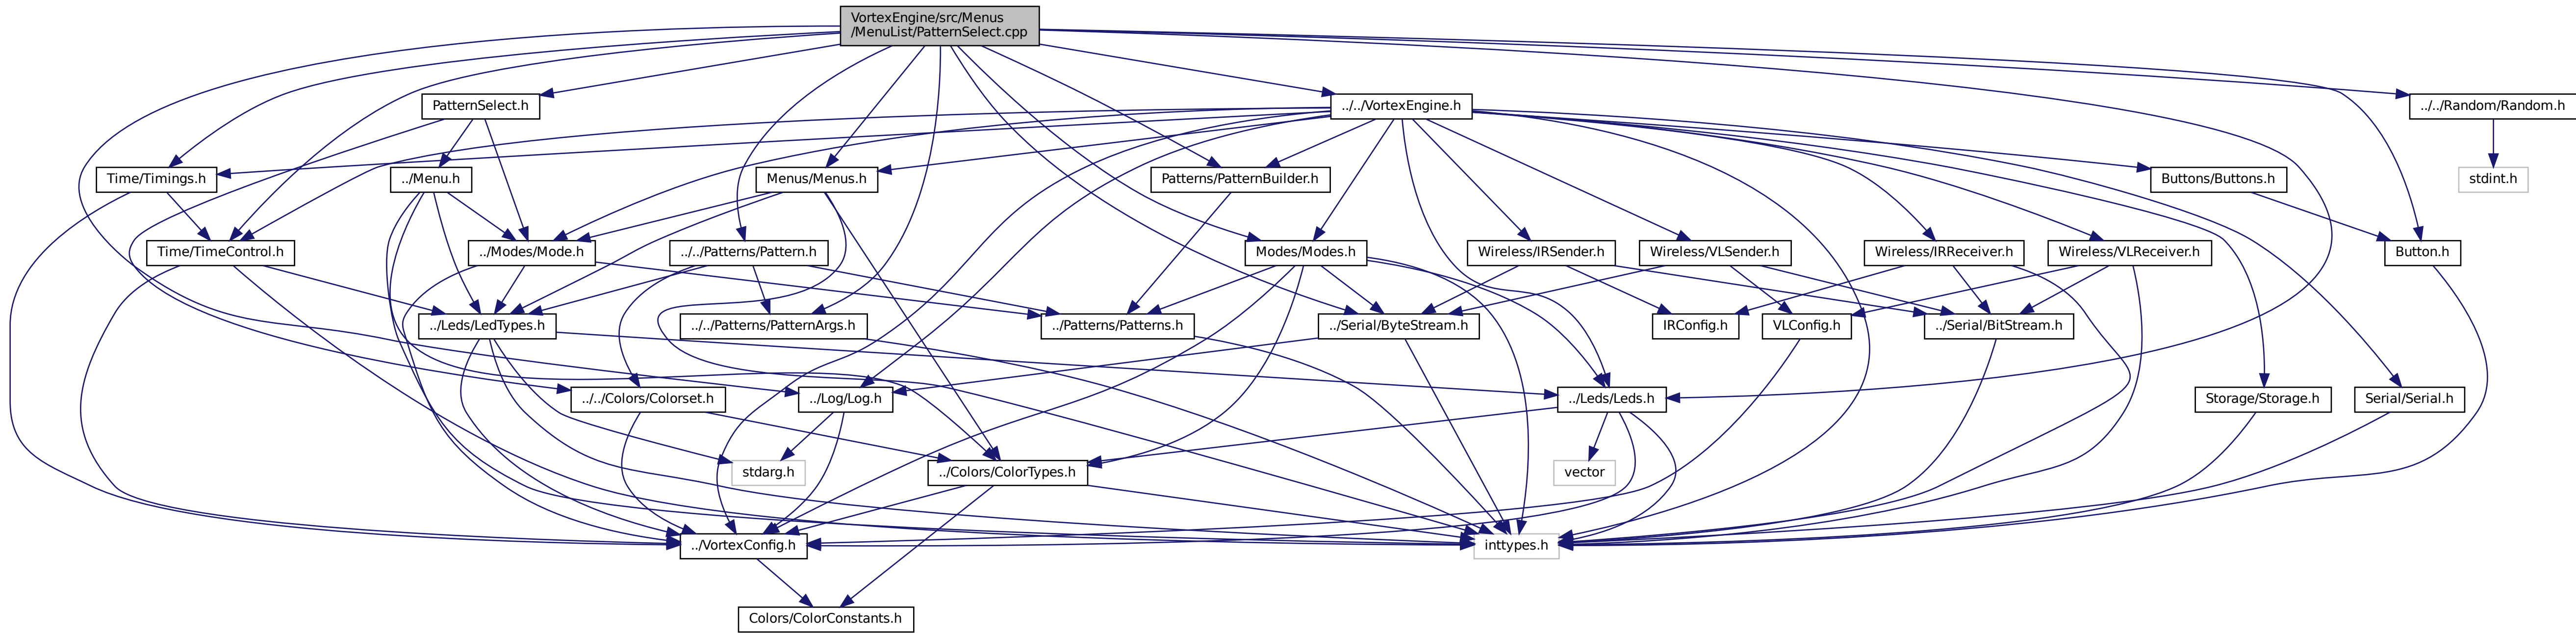 VortexEngine/src/Menus
/MenuList/PatternSelect.cpp
PatternSelect.h
../../VortexEngine.h
../../Random/Random.h
Time/Timings.h
../Menu.h
Menus/Menus.h
Patterns/PatternBuilder.h
Buttons/Buttons.h
stdint.h
Time/TimeControl.h
../Modes/Mode.h
../../Patterns/Pattern.h
Modes/Modes.h
Wireless/IRSender.h
Wireless/VLSender.h
Wireless/IRReceiver.h
Wireless/VLReceiver.h
Button.h
../Leds/LedTypes.h
../../Patterns/PatternArgs.h
../Patterns/Patterns.h
../Serial/ByteStream.h
IRConfig.h
VLConfig.h
../Serial/BitStream.h
../../Colors/Colorset.h
../Log/Log.h
../Leds/Leds.h
Storage/Storage.h
Serial/Serial.h
stdarg.h
../Colors/ColorTypes.h
vector
../VortexConfig.h
inttypes.h
Colors/ColorConstants.h